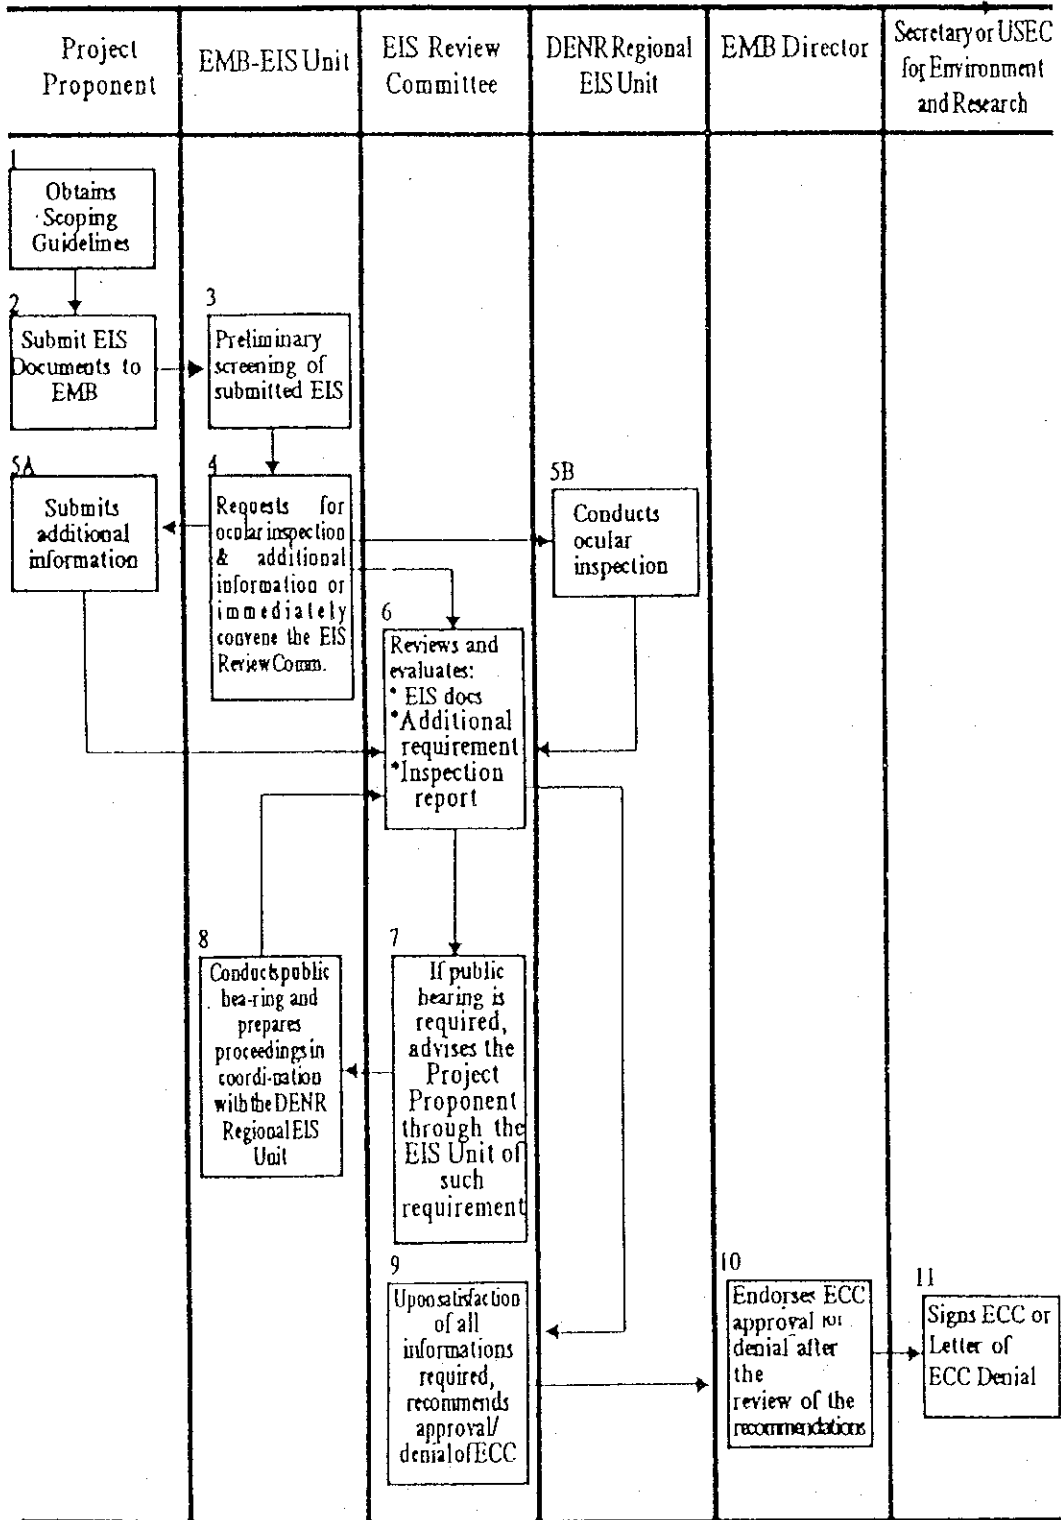 Project
Proponent
EMB-EIS Unit
EIS Review
Committee
DENR Regional
EIS Unit
EMB Director
Secretary or USEC
for Environment
and Research
1
Obtains
Scoping
Guidelines
2
Submit EIS
Documents to
EMB
3
Preliminary
screening of
submitted EIS
5A
Submits
additional
information
4
Requests for
ocular inspection
& additional
information or
immediately
convene the EIS
Review Comm.
5B
Conducts
ocular
inspection
6
Reviews and
evaluates:
* EIS docs
*Additional
requirement
*Inspection
report
8
Conducts public
hea-ring and
prepares
proceedings in
coordi-nation
with the DENR
Regional EIS
Unit
7
If public
hearing is
required,
advises the
Project
Proponent
through the
EIS Unit of
such
requirement
9
Upon satisfaction
of all
informations
required,
recommends
approval/
denial of ECC
10
Endorses ECC
approval
denial after
the
review of the
recommendations
11
Signs ECC or
Letter of
ECC Denial